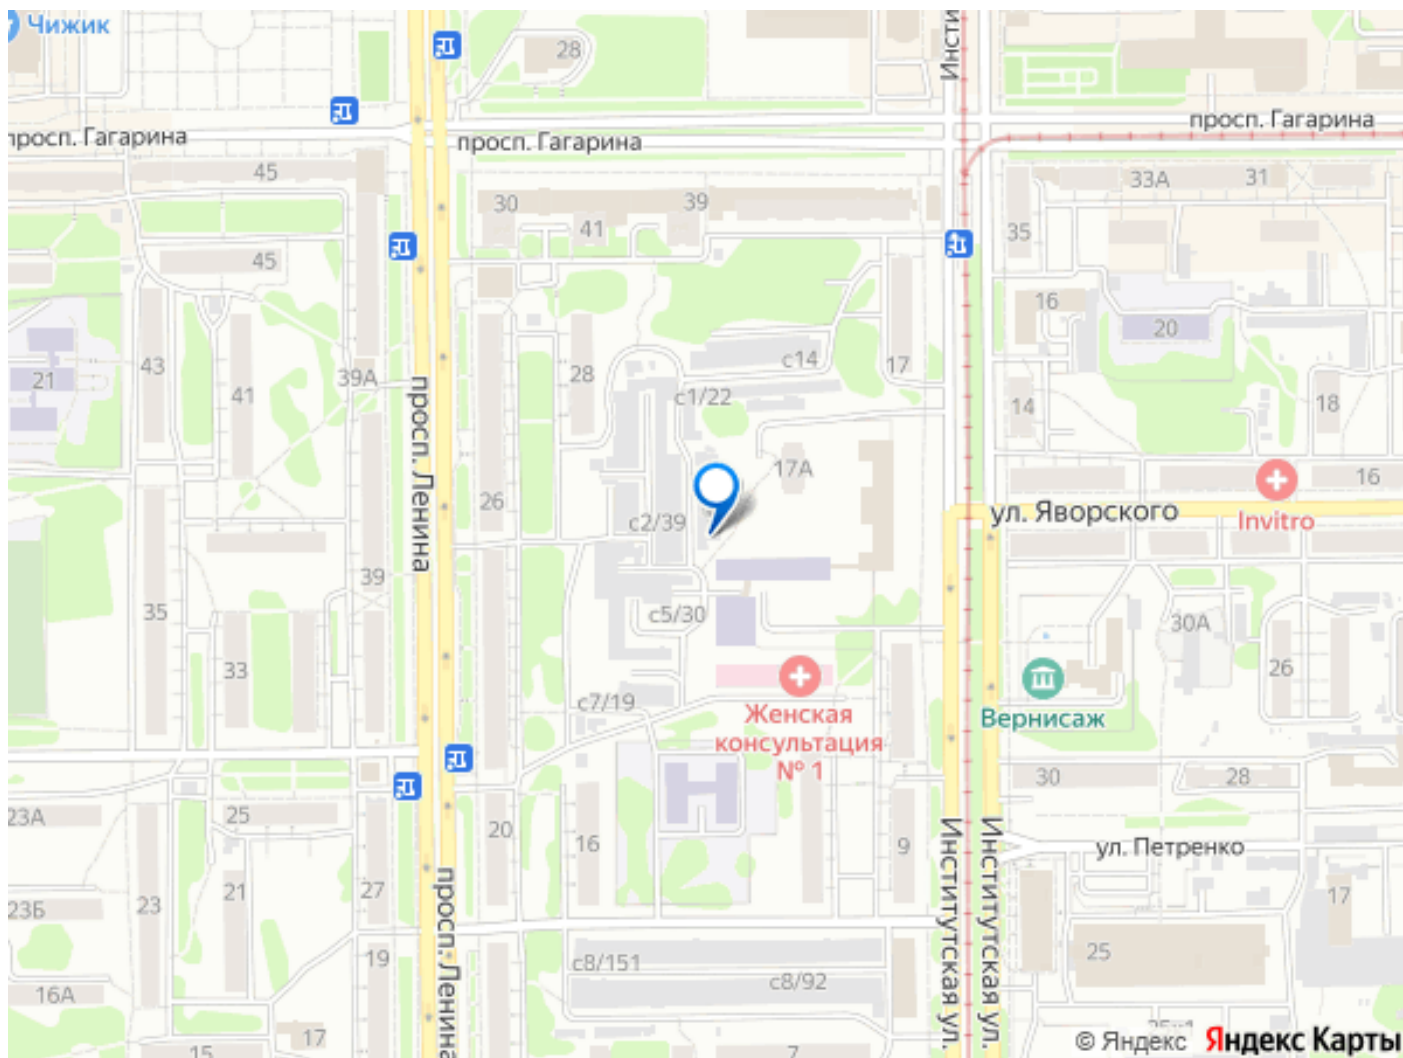 Чижик
28
Инсти
просп. Гагарина
просп. Гагарина
просп. Гагарина
45
30
39
41
33А
31
35
45
16
20
43
21
41
39А
28
с14
17
с1/22
14
18
17А
16
просп. Ленина
26
с2/39
ул. Яворского
Invitro
39
35
с5/30
30А
33
26
с7/19
Женская
консультация
№ 1
Вернисаж
30
28
23А
25
20
16
9
ул. Петренко
Институтская ул.
Институтская ул.
просп. Ленина
23Б
23
21
27
17
19
с8/151
с8/92
25
16А
17
15
7
© Яндекс Яндекс Карты